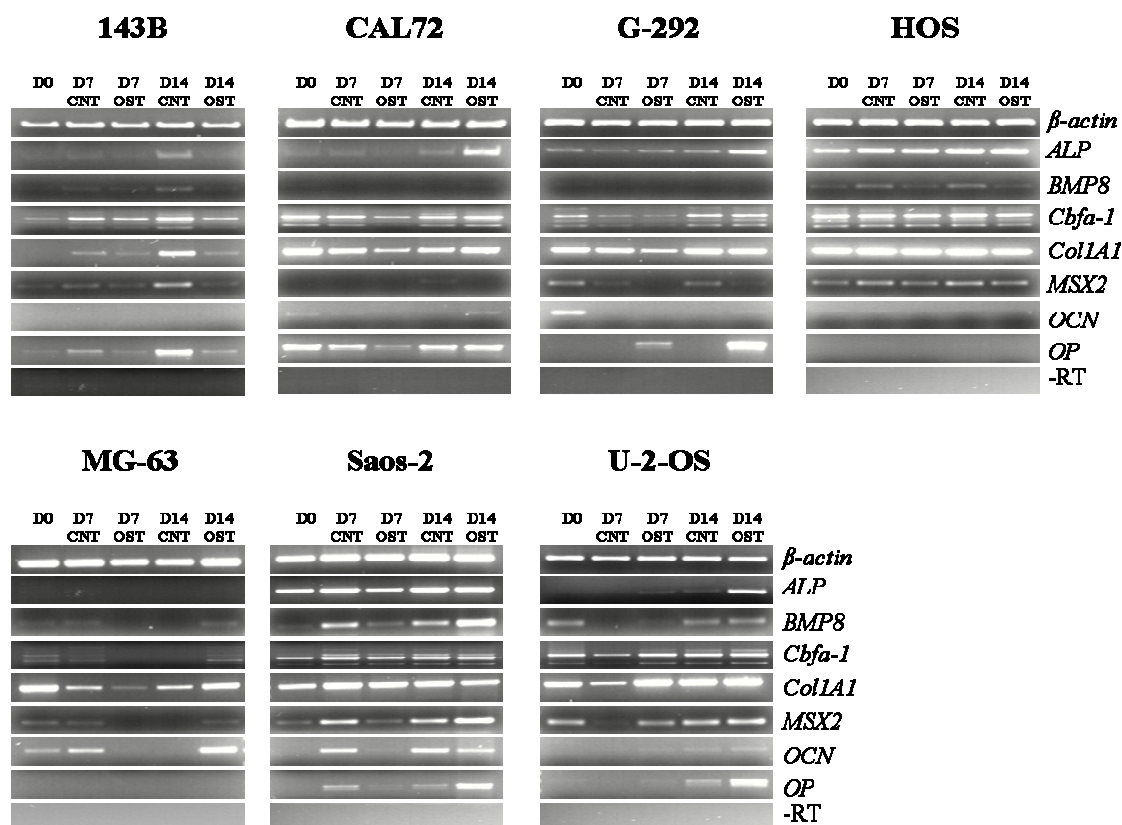 143B CAL72 G-292 HOS
D0 D7 D7 D14 D14 D0 D7 D7 D14 D14 D0 D7 D7 D14 D14 D0 D7 D7 D14 D14
CNT OST CNT OST CNT OST CNT OST CNT OST CNT OST CNT OST CNT OST
β-actin
ALP
BMP8
Cbfa-1
Col1A1
MSX2
OCN
OP
-RT
MG-63 Saos-2 U-2-OS
D0 D7 D7 D14 D14 D0 D7 D7 D14 D14 D0 D7 D7 D14 D14
CNT OST CNT OST CNT OST CNT OST CNT OST CNT OST
β-actin
ALP
BMP8
Cbfa-1
Col1A1
MSX2
OCN
OP
-RT